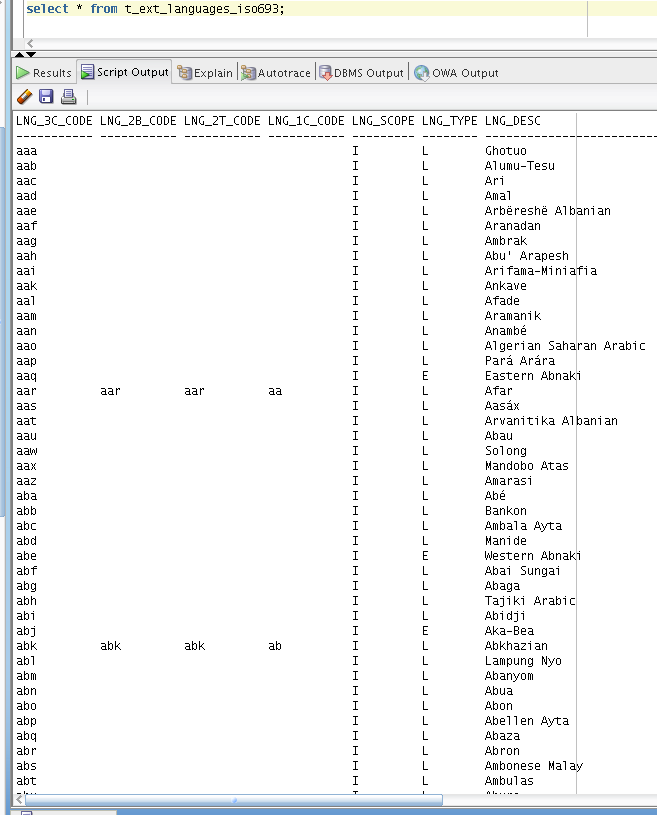 select * from t_ext_languages_iso693;
Results Script Output Explain Autotrace DBMS Output OWA Output
LNG_3C_CODE LNG_2B_CODE LNG_2T_CODE LNG_1C_CODE LNG_SCOPE LNG_TYPE LNG_DESC
----------- ----------- ----------- ----------- --------- -------- -------------------------
aaa I L Ghotuo
aab I L Alumu-Tesu
aac I L Ari
aad I L Amal
aae I L Arbëreshë Albanian
aaf I L Aranadan
aag I L Ambrak
aah I L Abu' Arapesh
aai I L Arifama-Miniafia
aak I L Ankave
aal I L Afade
aam I L Aramanik
aan I L Anambé
aao I L Algerian Saharan Arabic
aap I L Pará Arára
aaq I E Eastern Abnaki
aar aar aar aa I L Afar
aas I L Aasáx
aat I L Arvanitika Albanian
aau I L Abau
aaw I L Solong
aax I L Mandobo Atas
aaz I L Amarasi
aba I L Abé
abb I L Bankon
abc I L Ambala Ayta
abd I L Manide
abe I E Western Abnaki
abf I L Abai Sungai
abg I L Abaga
abh I L Tajiki Arabic
abi I L Abidji
abj I E Aka-Bea
abk abk abk ab I L Abkhazian
abl I L Lampung Nyo
abm I L Abanyom
abn I L Abua
abo I L Abon
abp I L Abellen Ayta
abq I L Abaza
abr I L Abron
abs I L Ambonese Malay
abt I L Ambulas